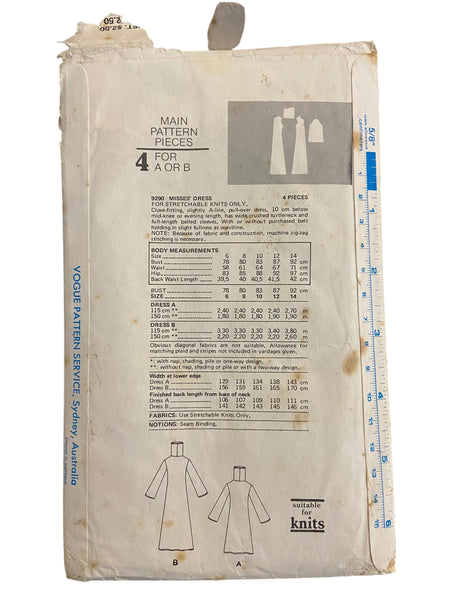 2.50
RET. $2.50
MAIN
PATTERN
PIECES
4 FOR
A OR B
5/8"
9290 MISSES' DRESS 4 PIECES
FOR STRETCHABLE KNITS ONLY.
Close-fitting, slightly A-line, pull-over dress, 10 cm below
mid-knee or evening length, has wide crushed turtleneck and
full-length belled sleeves. With or without purchased belt
holding in slight fullness at waistline.
NOTE: Because of fabric and construction, machine zig-zag
stitching is necessary.
BODY MEASUREMENTS
Size 6 8 10 12 14
Bust 78 80 83 87 92 cm
Waist 58 61 64 67 71 cm
Hip 83 85 88 92 97 cm
Back Waist Length 39,5 40 40,5 41,5 42 cm
BUST 78 80 83 87 92 cm
SIZE 6 8 10 12 14
DRESS A
115 cm ** 2,40 2,40 2,40 2,40 2,70 m
150 cm ** 1,80 1,80 1,90 1,90 1,90 m
DRESS B
115 cm ** 3,30 3,30 3,30 3,40 3,80 m
150 cm ** 2,20 2,20 2,20 2,20 2,60 m
Obvious diagonal fabrics are not suitable. Allowance for
matching plaid and stripes not included in yardages given.
*: with nap, shading, pile or one-way design.
**: without nap, shading, pile or with a two-way design.
Width at lower edge
Dress A 129 131 134 138 143 cm
Dress B 156 159 161 165 170 cm
Finished back length from base of neck
Dress A 106 107 109 110 111 cm
Dress B 141 142 143 145 146 cm
FABRICS: Use Stretchable Knits Only.
NOTIONS: Seam Binding.
VOGUE PATTERN SERVICE, Sydney, Australia
B
A
suitable
for
knits